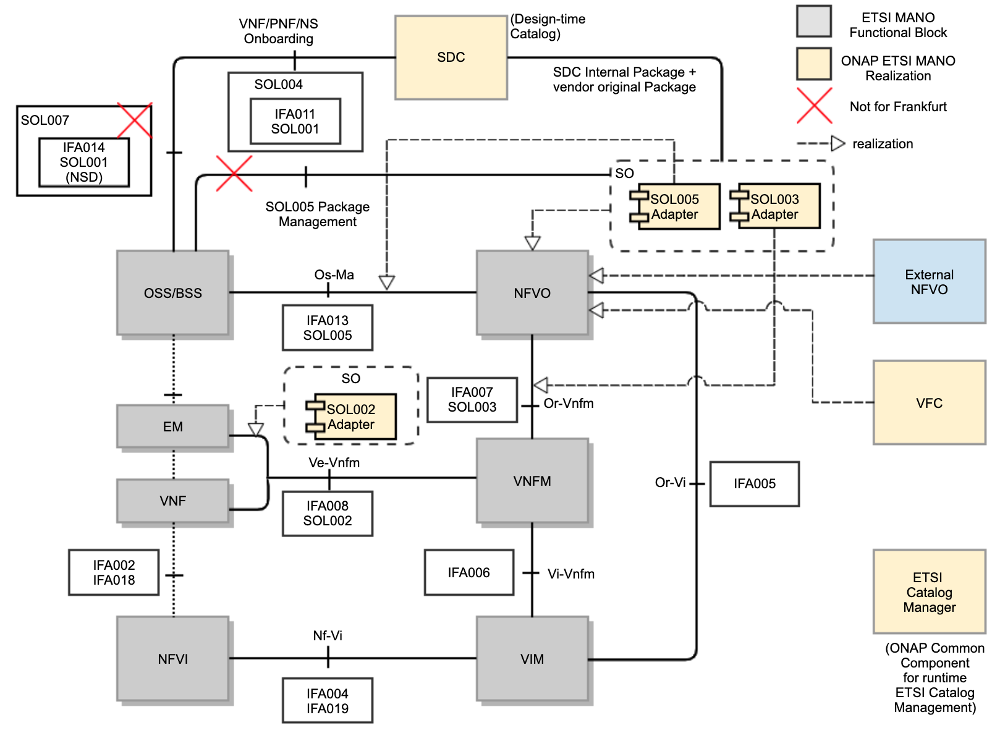 VNF/PNF/NS
Onboarding
SDC
(Design-time
Catalog)
ETSI MANO
Functional Block
ONAP ETSI MANO
Realization
Not for Frankfurt
realization
SDC Internal Package +
vendor original Package
SOL004
IFA011
SOL001
SOL007
IFA014
SOL001
(NSD)
SOL005 Package
Management
SO
SOL005
Adapter
SOL003
Adapter
OSS/BSS
Os-Ma
IFA013
SOL005
NFVO
External
NFVO
SO
SOL002
Adapter
IFA007
SOL003
Or-Vnfm
VFC
EM
VNF
Ve-Vnfm
IFA008
SOL002
VNFM
Or-Vi
IFA005
IFA002
IFA018
IFA006
Vi-Vnfm
ETSI
Catalog
Manager
(ONAP Common
Component
for runtime
ETSI Catalog
Management)
NFVI
Nf-Vi
IFA004
IFA019
VIM